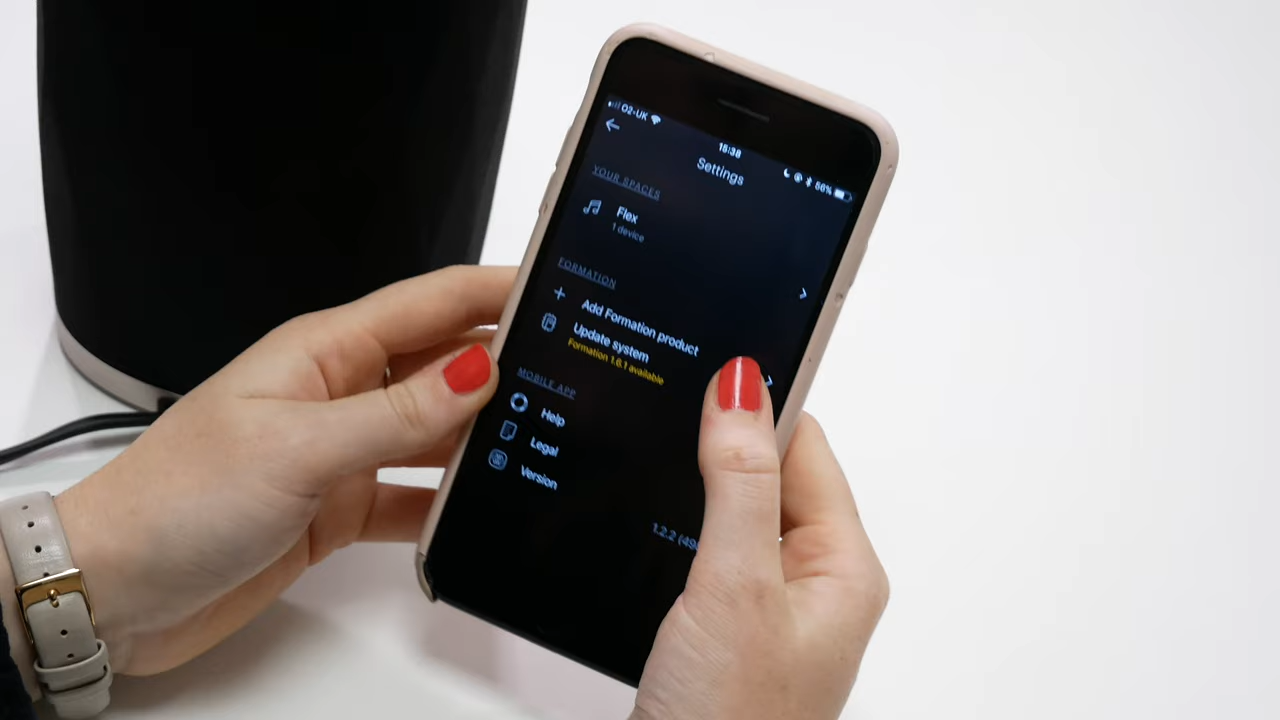 O2-UK
16:38
56%
Settings
YOUR SPACES
Flex
1 device
FORMATION
Add Formation product
Update system
Formation 1.6.1 available
MOBILE APP
Help
Legal
Version
1.2.2